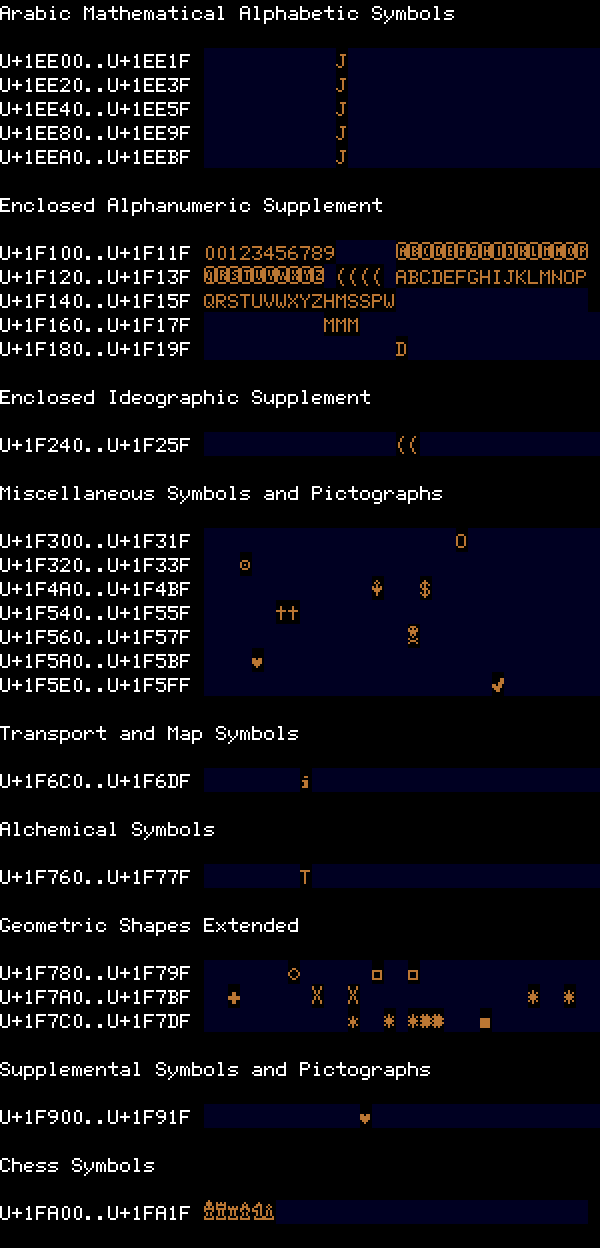 Arabic Mathematical Alphabetic Symbols
U+1EE00..U+1EE1F J
U+1EE20..U+1EE3F J
U+1EE40..U+1EE5F J
U+1EE80..U+1EE9F J
U+1EEA0..U+1EEBF J
Enclosed Alphanumeric Supplement
U+1F100..U+1F11F 00123456789 ABCDEFGHIJKLMNOP
U+1F120..U+1F13F QRSTUVWXYZ (((( ABCDEFGHIJKLMNOP
U+1F140..U+1F15F QRSTUVWXYZHMSSPW
U+1F160..U+1F17F MMM
U+1F180..U+1F19F D
Enclosed Ideographic Supplement
U+1F240..U+1F25F ((
Miscellaneous Symbols and Pictographs
U+1F300..U+1F31F O
U+1F320..U+1F33F ⊙
U+1F4A0..U+1F4BF ♠ $
U+1F540..U+1F55F ††
U+1F560..U+1F57F ☠
U+1F5A0..U+1F5BF ♥
U+1F5E0..U+1F5FF ✓
Transport and Map Symbols
U+1F6C0..U+1F6DF i
Alchemical Symbols
U+1F760..U+1F77F T
Geometric Shapes Extended
U+1F780..U+1F79F ◇ □ □
U+1F7A0..U+1F7BF + X X * *
U+1F7C0..U+1F7DF * * *** ■
Supplemental Symbols and Pictographs
U+1F900..U+1F91F ♥
Chess Symbols
U+1FA00..U+1FA1F ♔♕♖♗♘♙